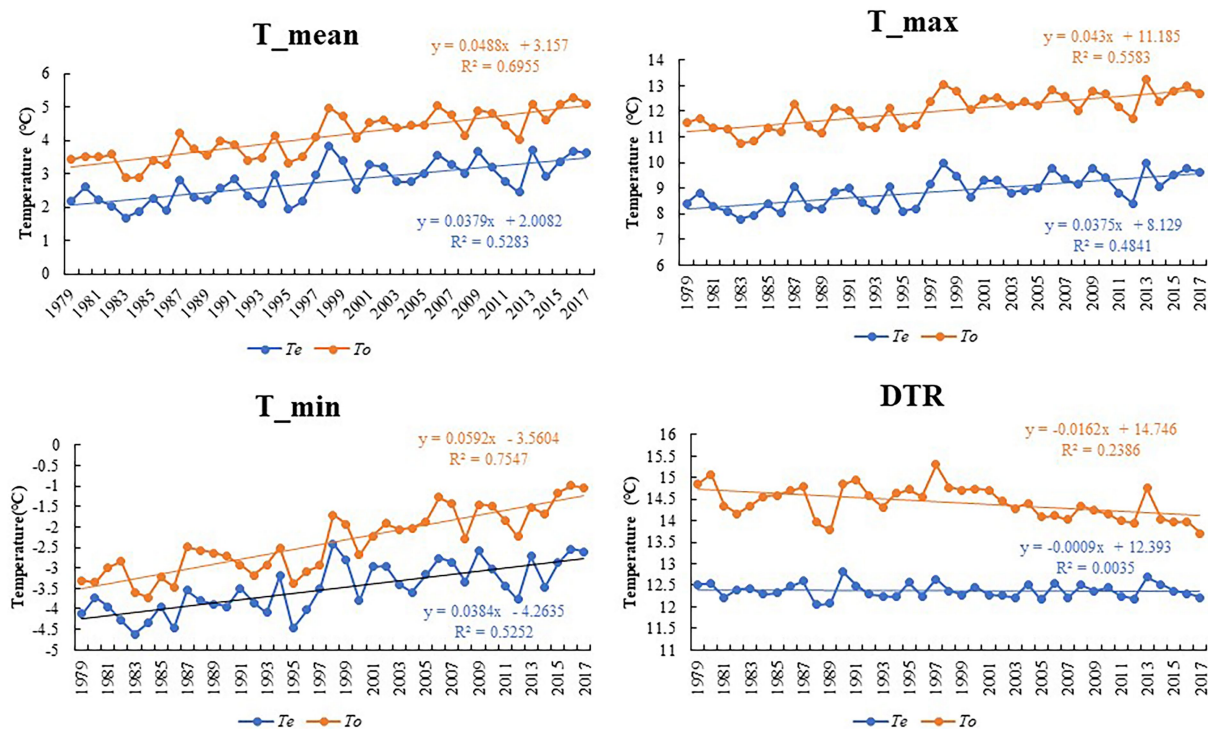 T_mean
y = 0.0488x + 3.157
R² = 0.6955
6
5
4
3
2
1
0
Temperature (°C)
y = 0.0379x + 2.0082
R² = 0.5283
1979 1981 1983 1985 1987 1989 1991 1993 1995 1997 1999 2001 2003 2005 2007 2009 2011 2013 2015 2017
Te To
T_max
y = 0.043x + 11.185
R² = 0.5583
14
13
12
11
10
9
8
7
6
Temperature (°C)
y = 0.0375x + 8.129
R² = 0.4841
1979 1981 1983 1985 1987 1989 1991 1993 1995 1997 1999 2001 2003 2005 2007 2009 2011 2013 2015 2017
Te To
T_min
y = 0.0592x - 3.5604
R² = 0.7547
0
-0.5
-1
-1.5
-2
-2.5
-3
-3.5
-4
-4.5
-5
Temperature(°C)
y = 0.0384x - 4.2635
R² = 0.5252
1979 1981 1983 1985 1987 1989 1991 1993 1995 1997 1999 2001 2003 2005 2007 2009 2011 2013 2015 2017
Te To
DTR
y = -0.0162x + 14.746
R² = 0.2386
16
15.5
15
14.5
14
13.5
13
12.5
12
11.5
11
Temperature (°C)
y = -0.0009x + 12.393
R² = 0.0035
1979 1981 1983 1985 1987 1989 1991 1993 1995 1997 1999 2001 2003 2005 2007 2009 2011 2013 2015 2017
Te To